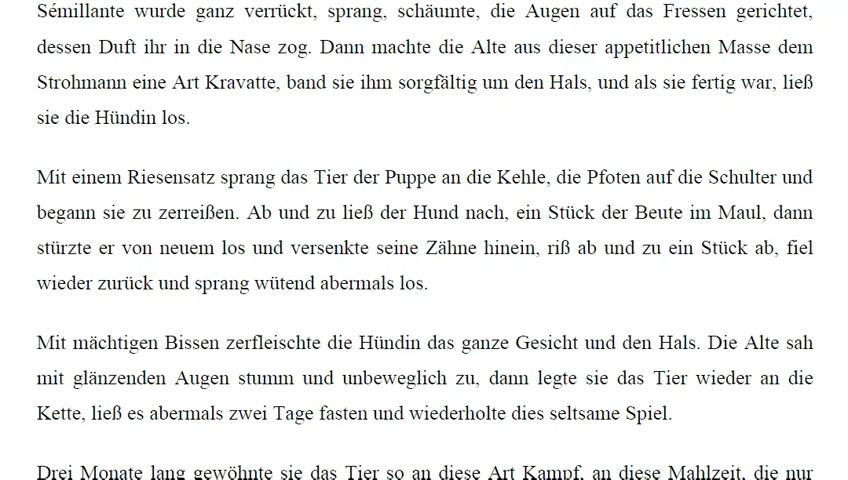 Sémillante wurde ganz verrückt, sprang, schäumte, die Augen auf das Fressen gerichtet,
dessen Duft ihr in die Nase zog. Dann machte die Alte aus dieser appetitlichen Masse dem
Strohmann eine Art Kravatte, band sie ihm sorgfältig um den Hals, und als sie fertig war, ließ
sie die Hündin los.
Mit einem Riesensatz sprang das Tier der Puppe an die Kehle, die Pfoten auf die Schulter und
begann sie zu zerreißen. Ab und zu ließ der Hund nach, ein Stück der Beute im Maul, dann
stürzte er von neuem los und versenkte seine Zähne hinein, riß ab und zu ein Stück ab, fiel
wieder zurück und sprang wütend abermals los.
Mit mächtigen Bissen zerfleischte die Hündin das ganze Gesicht und den Hals. Die Alte sah
mit glänzenden Augen stumm und unbeweglich zu, dann legte sie das Tier wieder an die
Kette, ließ es abermals zwei Tage fasten und wiederholte dies seltsame Spiel.
Drei Monate lang gewöhnte sie das Tier so an diese Art Kampf, an diese Mahlzeit, die nur